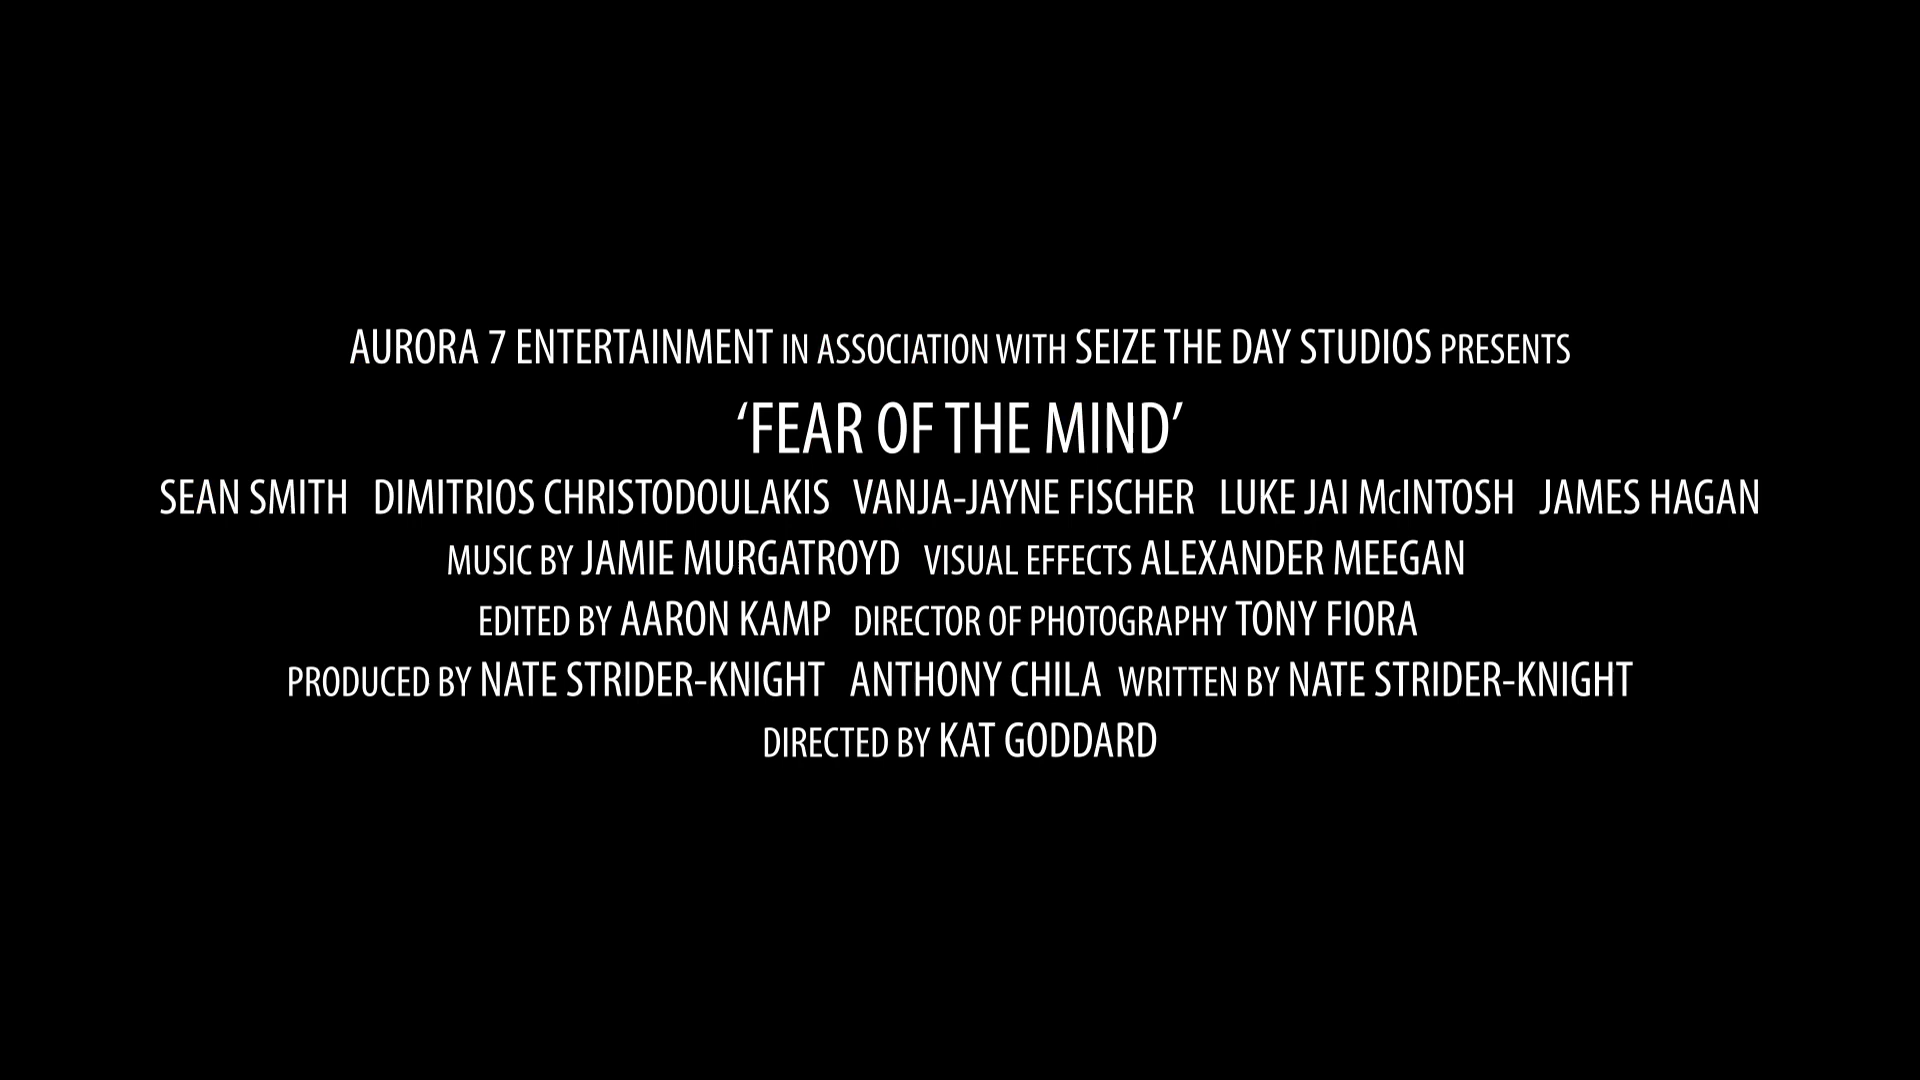 AURORA 7 ENTERTAINMENT IN ASSOCIATION WITH SEIZE THE DAY STUDIOS PRESENTS
‘FEAR OF THE MIND’
SEAN SMITH DIMITRIOS CHRISTODOULAKIS VANJA-JAYNE FISCHER LUKE JAI McINTOSH JAMES HAGAN
MUSIC BY JAMIE MURGATROYD VISUAL EFFECTS ALEXANDER MEEGAN
EDITED BY AARON KAMP DIRECTOR OF PHOTOGRAPHY TONY FIORA
PRODUCED BY NATE STRIDER-KNIGHT ANTHONY CHILA WRITTEN BY NATE STRIDER-KNIGHT
DIRECTED BY KAT GODDARD